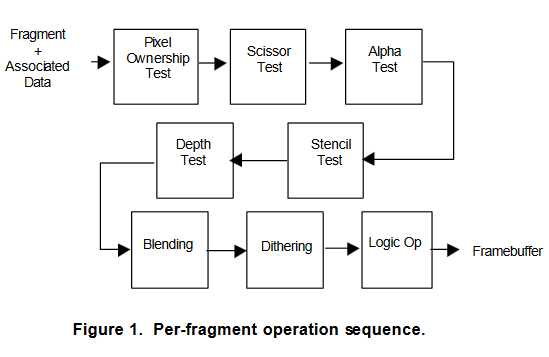 Fragment
+
Associated
Data
Pixel
Ownership
Test
Scissor
Test
Alpha
Test
Depth
Test
Stencil
Test
Blending
Dithering
Logic Op
Framebuffer
Figure 1. Per-fragment operation sequence.